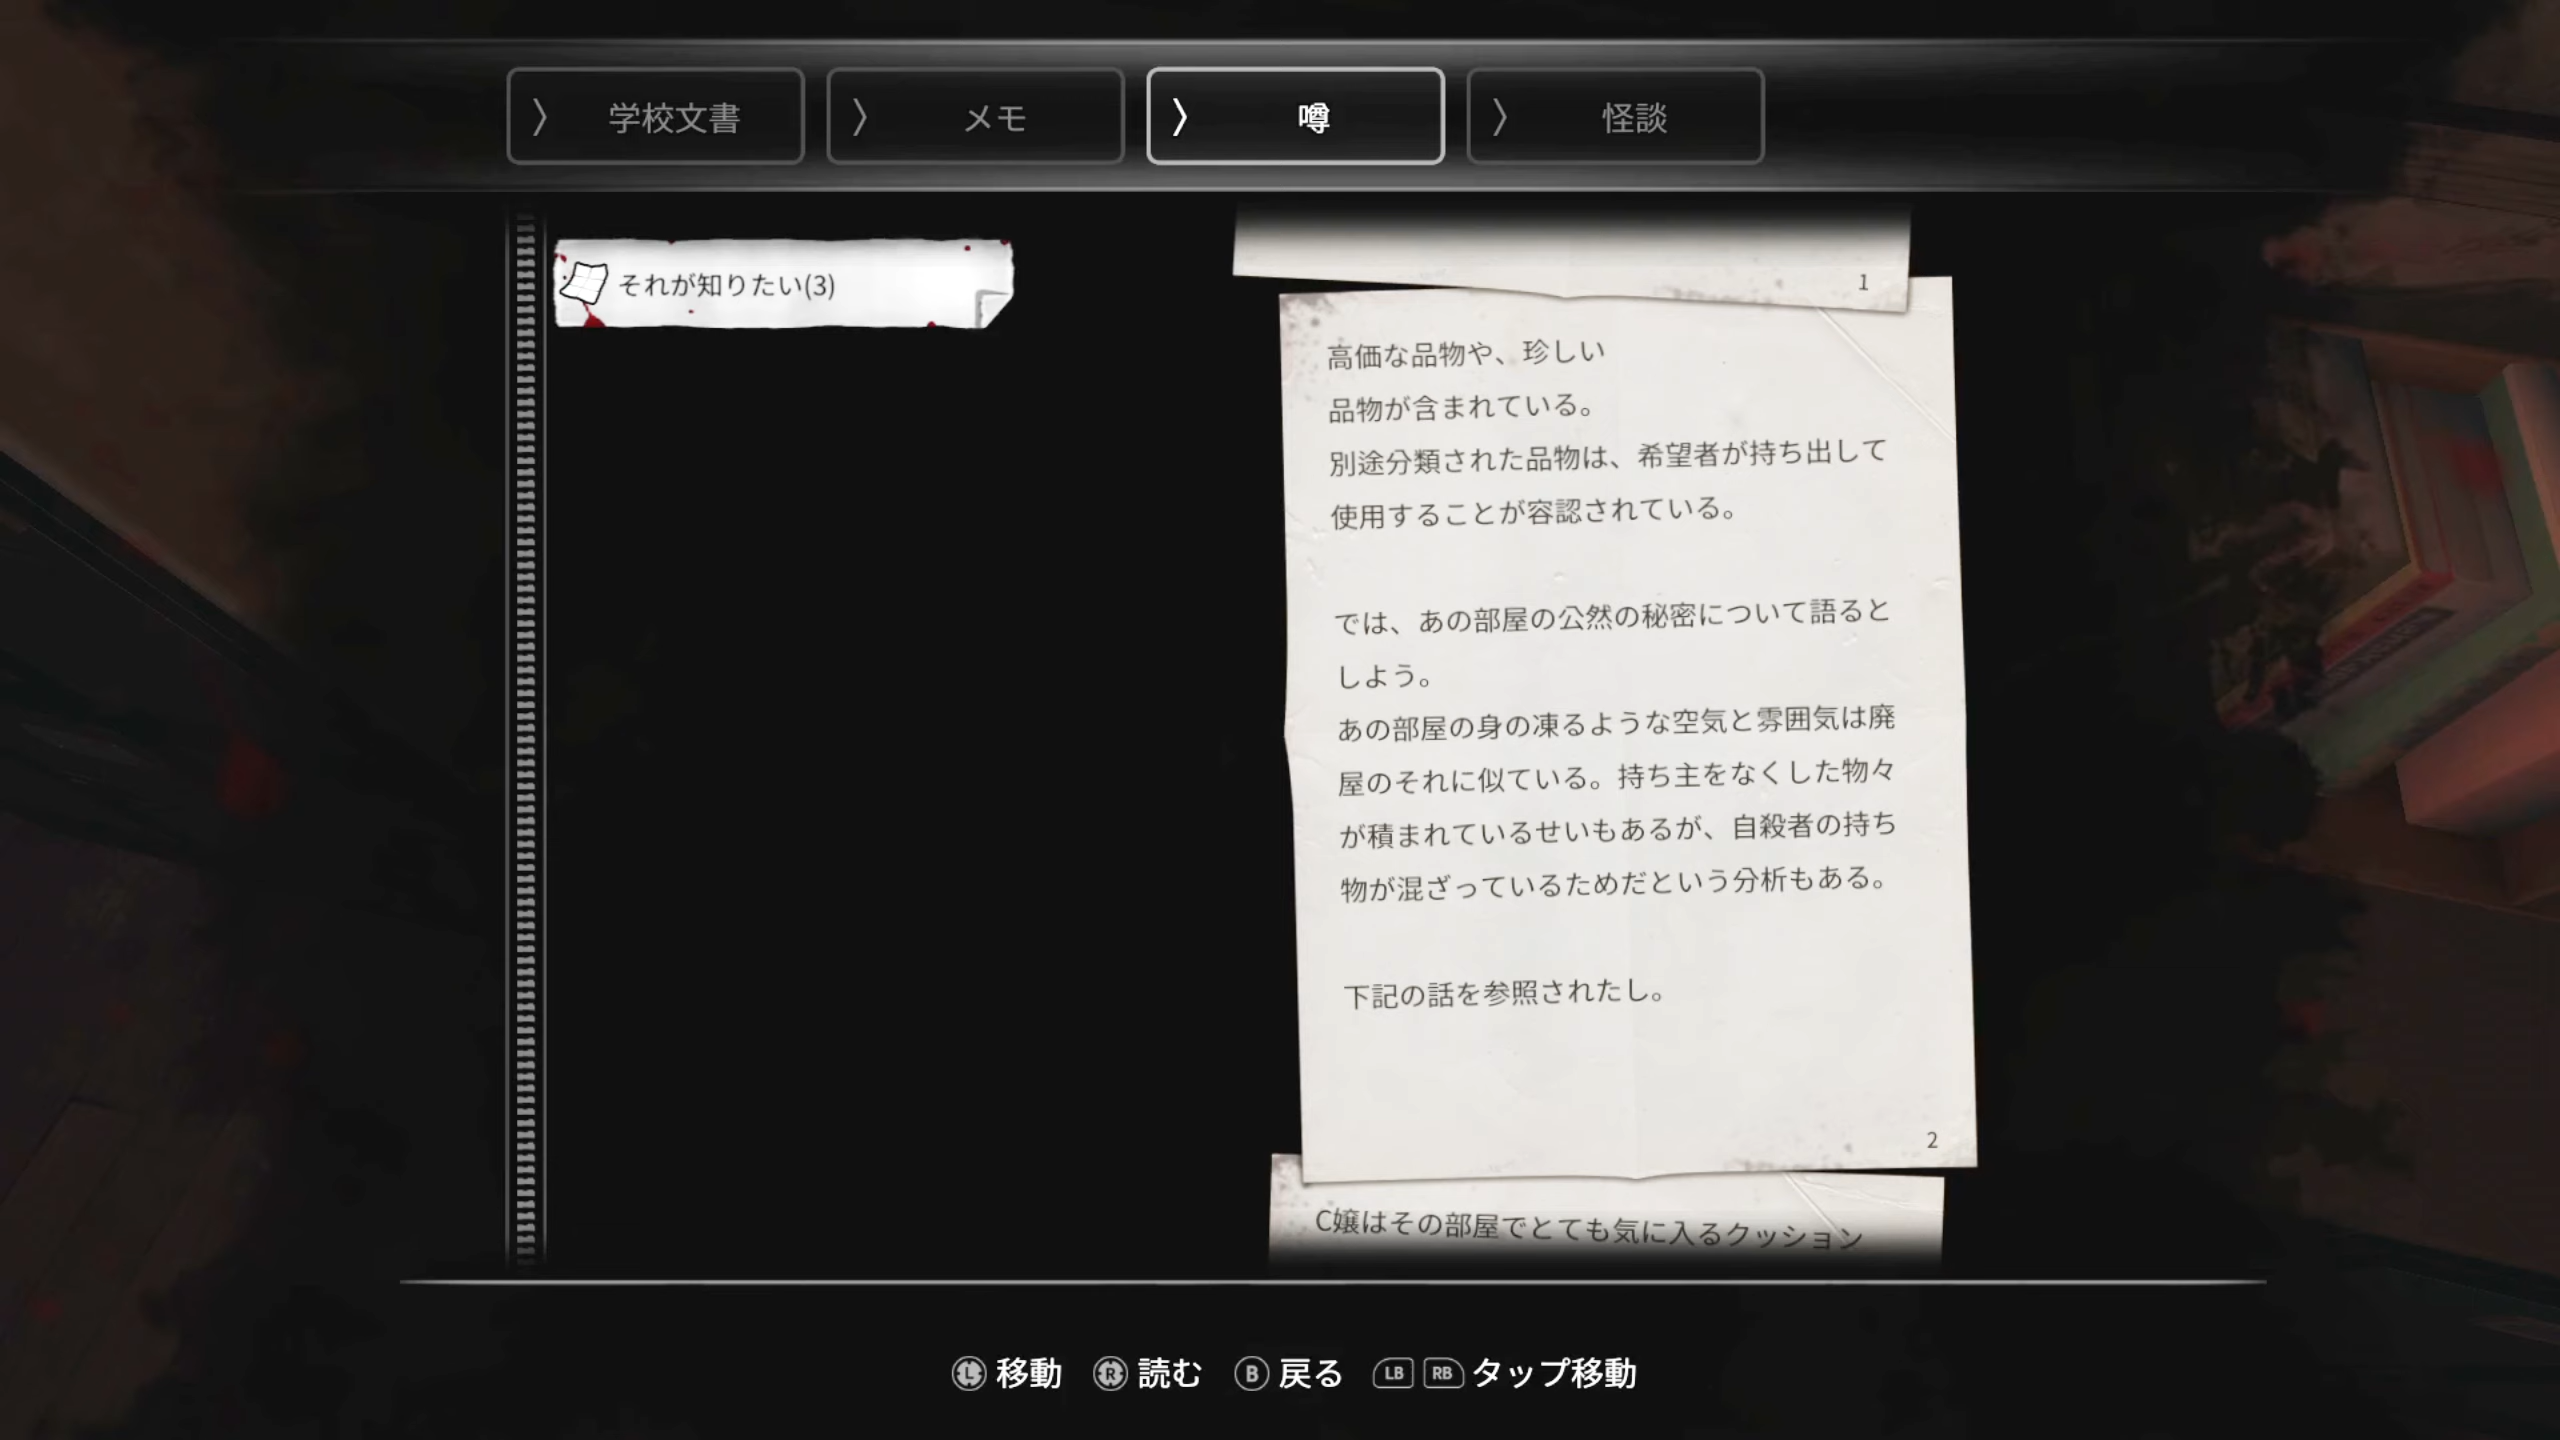 学校文書
メモ
噂
怪談
それが知りたい(3)
1
高価な品物や、珍しい
品物が含まれている。
別途分類された品物は、希望者が持ち出して
使用することが容認されている。
では、あの部屋の公然の秘密について語ると
しよう。
あの部屋の身の凍るような空気と雰囲気は廃
屋のそれに似ている。持ち主をなくした物々
が積まれているせいもあるが、自殺者の持ち
物が混ざっているためだという分析もある。
下記の話を参照されたし。
2
C嬢はその部屋でとても気に入るクッション
L 移動 R 読む B 戻る LB RB タップ移動